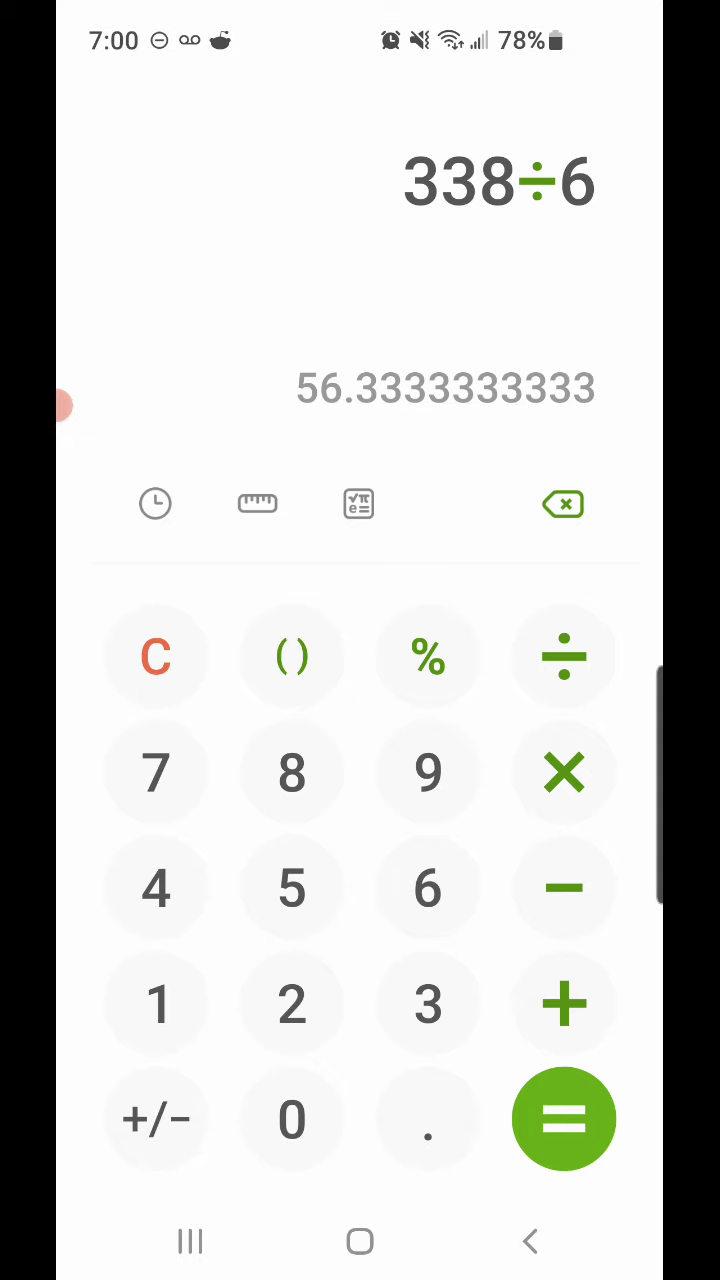 7:00 78%
338÷6
56.3333333333
√π
e=
C ( ) % ÷
7 8 9 ×
4 5 6 −
1 2 3 +
+/− 0 . =